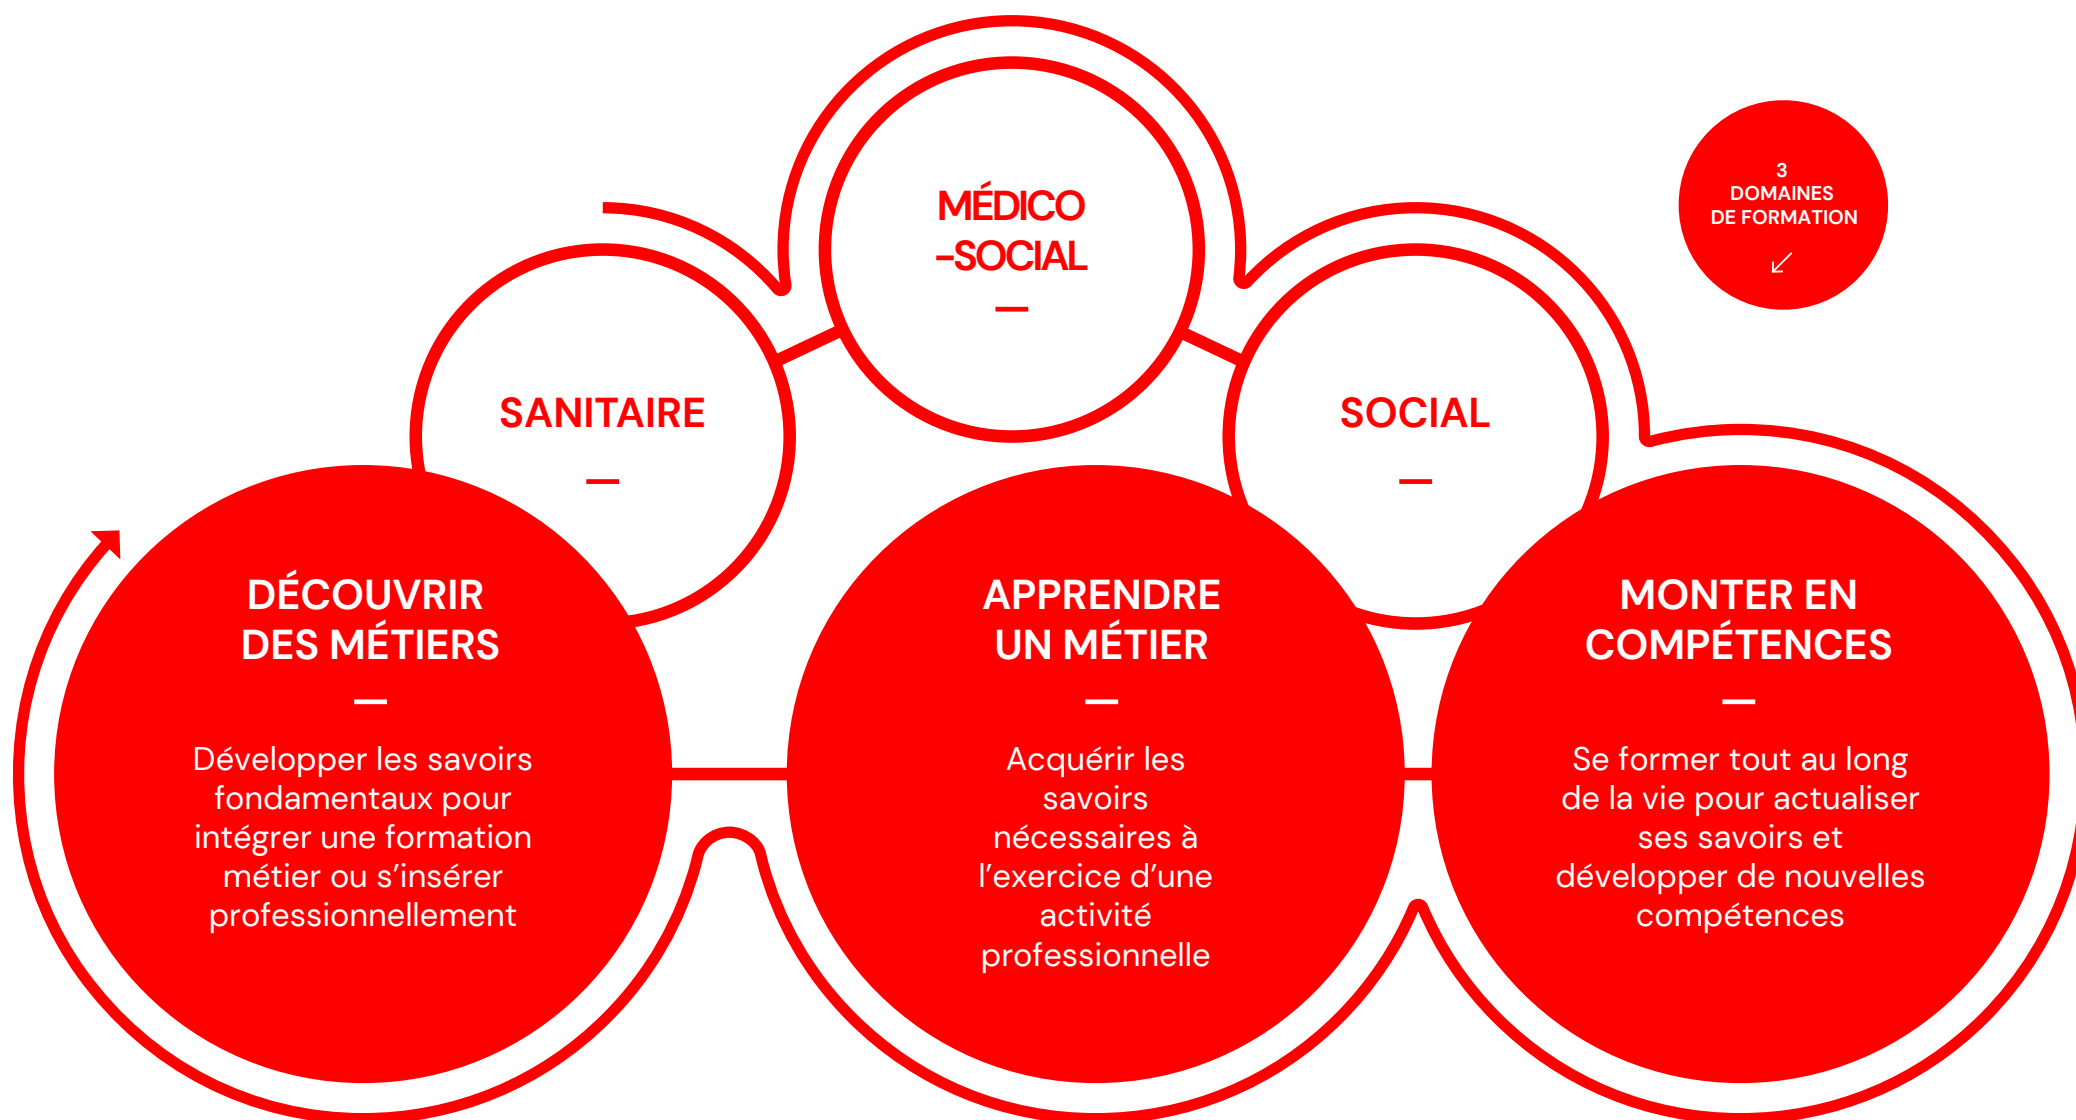 3
DOMAINES
DE FORMATION
MÉDICO
-SOCIAL
SANITAIRE
SOCIAL
DÉCOUVRIR
DES MÉTIERS
Développer les savoirs
fondamentaux pour
intégrer une formation
métier ou s’insérer
professionnellement
APPRENDRE
UN MÉTIER
Acquérir les
savoirs
nécessaires à
l’exercice d’une
activité
professionnelle
MONTER EN
COMPÉTENCES
Se former tout au long
de la vie pour actualiser
ses savoirs et
développer de nouvelles
compétences